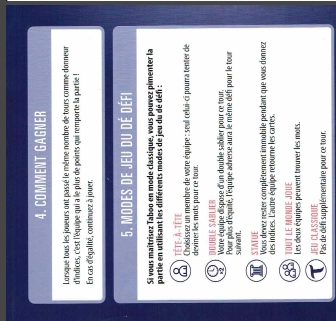 4. COMMENT GAGNER
Lorsque tous les joueurs ont passé le même nombre de tours comme donneur
d'indices, c'est l'équipe qui a le plus de points qui remporte la partie !
En cas d'égalité, continuez à jouer.
5. MODES DE JEU DU DÉ DÉFI
Si vous maîtrisez Tabou en mode classique, vous pouvez pimenter la
partie en utilisant les différents modes de jeu du dé défi :
TÊTE-À-TÊTE
Choisissez un membre de votre équipe : seul celui-ci pourra tenter de
deviner les mots pour ce tour.
x2
DOUBLE SABLIER
Votre équipe dispose d'un double sablier pour ce tour.
Pour plus d'équité, l'équipe adverse aura le même défi pour le tour
suivant.
STATUE
Vous devez rester complètement immobile pendant que vous donnez
des indices. L'autre équipe retourne les cartes.
TOUT LE MONDE JOUE
Les deux équipes peuvent trouver les mots.
T
JEU CLASSIQUE
Pas de défi supplémentaire pour ce tour.